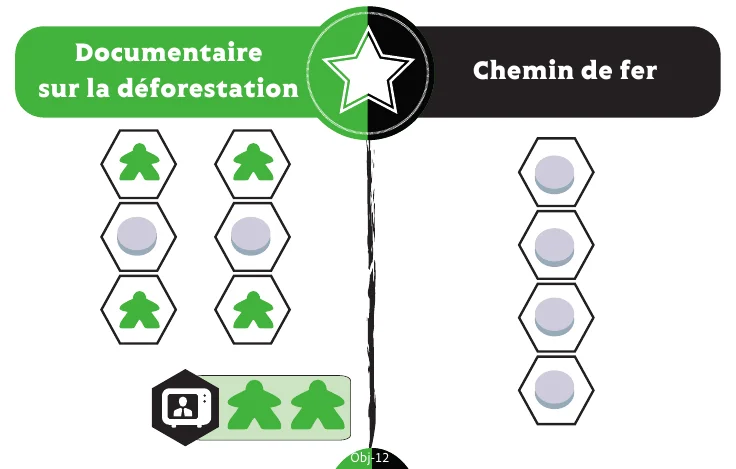 Documentaire
sur la déforestation
Chemin de fer
Obj-12